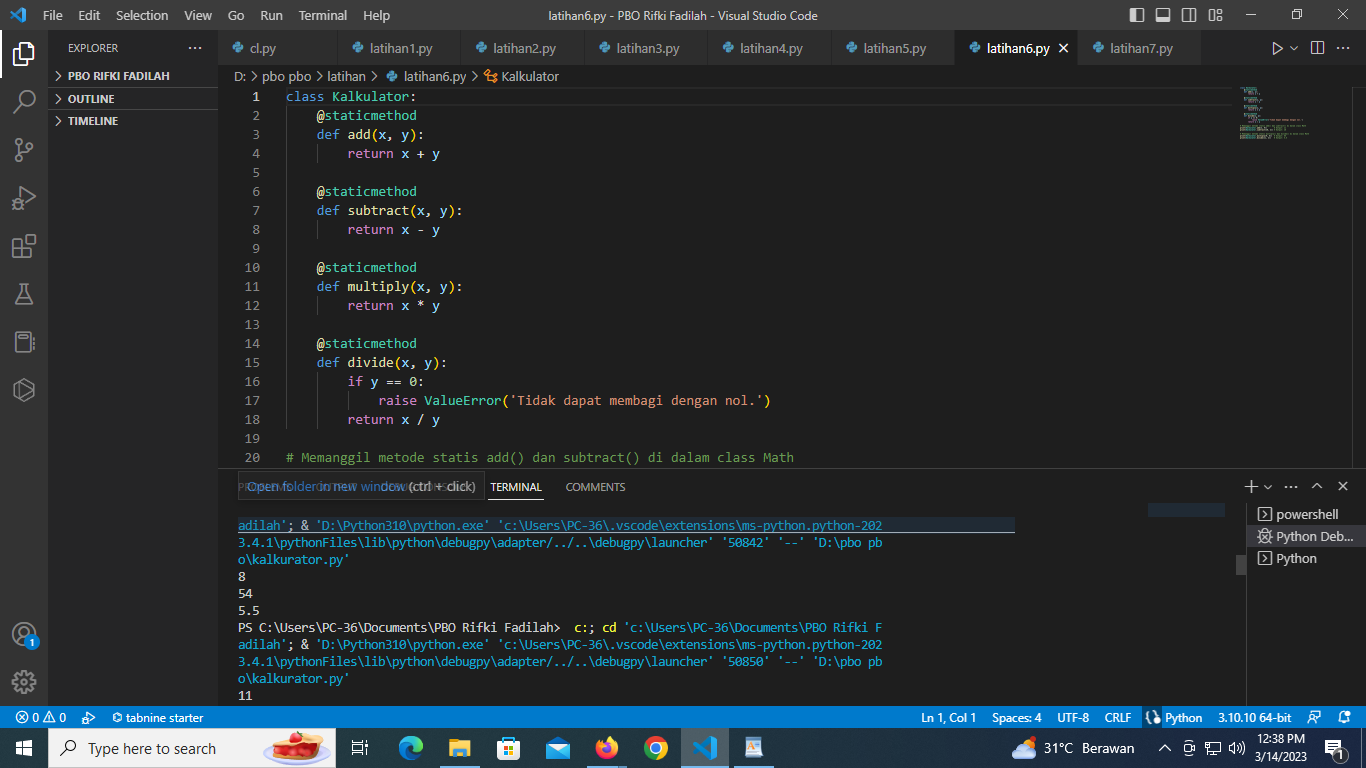 File Edit Selection View Go Run Terminal Help latihan6.py - PBO Rifki Fadilah - Visual Studio Code
EXPLORER
PBO RIFKI FADILAH
OUTLINE
TIMELINE
cl.py latihan1.py latihan2.py latihan3.py latihan4.py latihan5.py latihan6.py latihan7.py
D: > pbo pbo > latihan > latihan6.py > Kalkulator
1 class Kalkulator:
2 @staticmethod
3 def add(x, y):
4 return x + y
5
6 @staticmethod
7 def subtract(x, y):
8 return x - y
9
10 @staticmethod
11 def multiply(x, y):
12 return x * y
13
14 @staticmethod
15 def divide(x, y):
16 if y == 0:
17 raise ValueError('Tidak dapat membagi dengan nol.')
18 return x / y
19
20 # Memanggil metode statis add() dan subtract() di dalam class Math
Open folder in new window (ctrl + click) TERMINAL COMMENTS
adilah'; & 'D:\Python310\python.exe' 'c:\Users\PC-36\.vscode\extensions\ms-python.python-202
3.4.1\pythonFiles\lib\python\debugpy\adapter/../..\debugpy\launcher' '50842' '--' 'D:\pbo pb
o\kalkurator.py'
8
54
5.5
PS C:\Users\PC-36\Documents\PBO Rifki Fadilah> c:; cd 'c:\Users\PC-36\Documents\PBO Rifki F
adilah'; & 'D:\Python310\python.exe' 'c:\Users\PC-36\.vscode\extensions\ms-python.python-202
3.4.1\pythonFiles\lib\python\debugpy\adapter/../..\debugpy\launcher' '50850' '--' 'D:\pbo pb
o\kalkurator.py'
11
powershell
Python Deb...
Python
1
0 0 tabnine starter Ln 1, Col 1 Spaces: 4 UTF-8 CRLF Python 3.10.10 64-bit
Type here to search
31°C Berawan
12:38 PM
3/14/2023
1